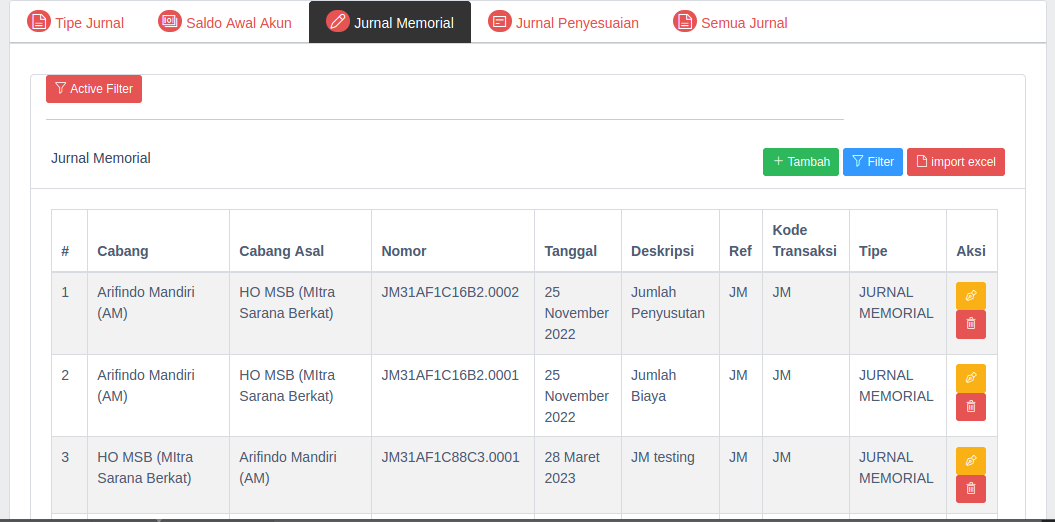 Tipe Jurnal Saldo Awal Akun Jurnal Memorial Jurnal Penyesuaian Semua Jurnal
Active Filter
Jurnal Memorial
+ Tambah Filter import excel
# Cabang Cabang Asal Nomor Tanggal Deskripsi Ref Kode Transaksi Tipe Aksi
1 Arifindo Mandiri (AM) HO MSB (MItra Sarana Berkat) JM31AF1C16B2.0002 25 November 2022 Jumlah Penyusutan JM JM JURNAL MEMORIAL
2 Arifindo Mandiri (AM) HO MSB (MItra Sarana Berkat) JM31AF1C16B2.0001 25 November 2022 Jumlah Biaya JM JM JURNAL MEMORIAL
3 HO MSB (MItra Sarana Berkat) Arifindo Mandiri (AM) JM31AF1C88C3.0001 28 Maret 2023 JM testing JM JM JURNAL MEMORIAL